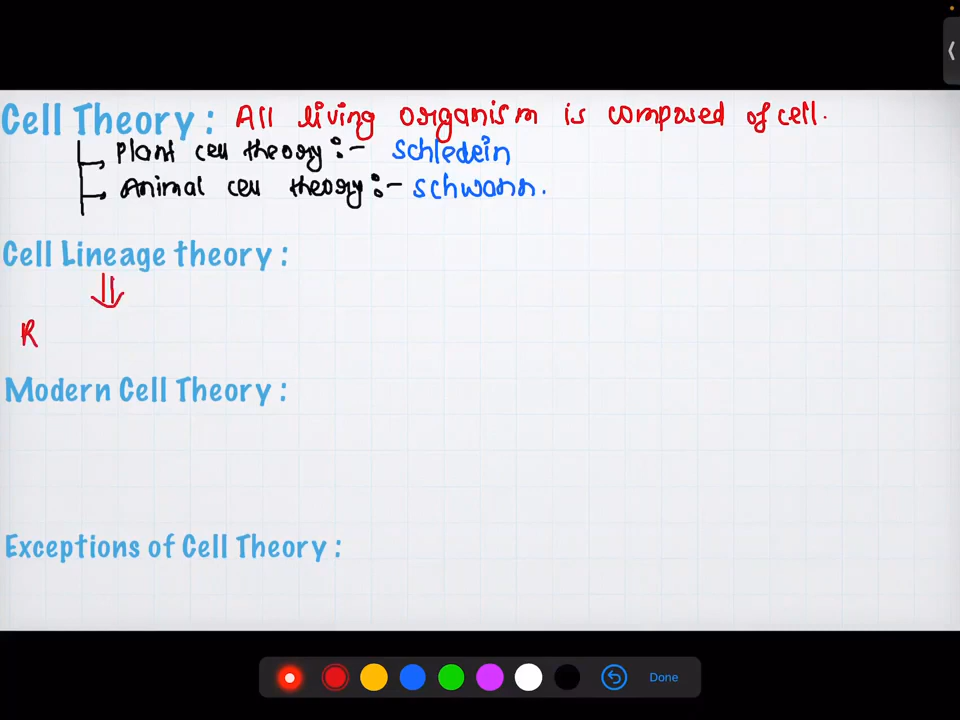 Cell Theory : All living organism is composed of cell.
Plant cell theory :- Schledein
Animal cell theory :- Schwann.
Cell Lineage theory :
R
Modern Cell Theory :
Exceptions of Cell Theory :
Done